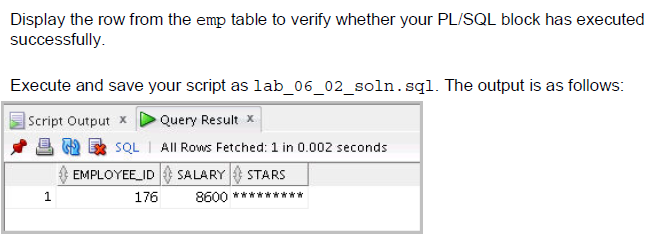 Display the row from the emp table to verify whether your PL/SQL block has executed
successfully.
Execute and save your script as lab_06_02_soln.sql. The output is as follows:
Script Output x Query Result x
SQL | All Rows Fetched: 1 in 0.002 seconds
EMPLOYEE_ID SALARY STARS
1 176 8600 *********